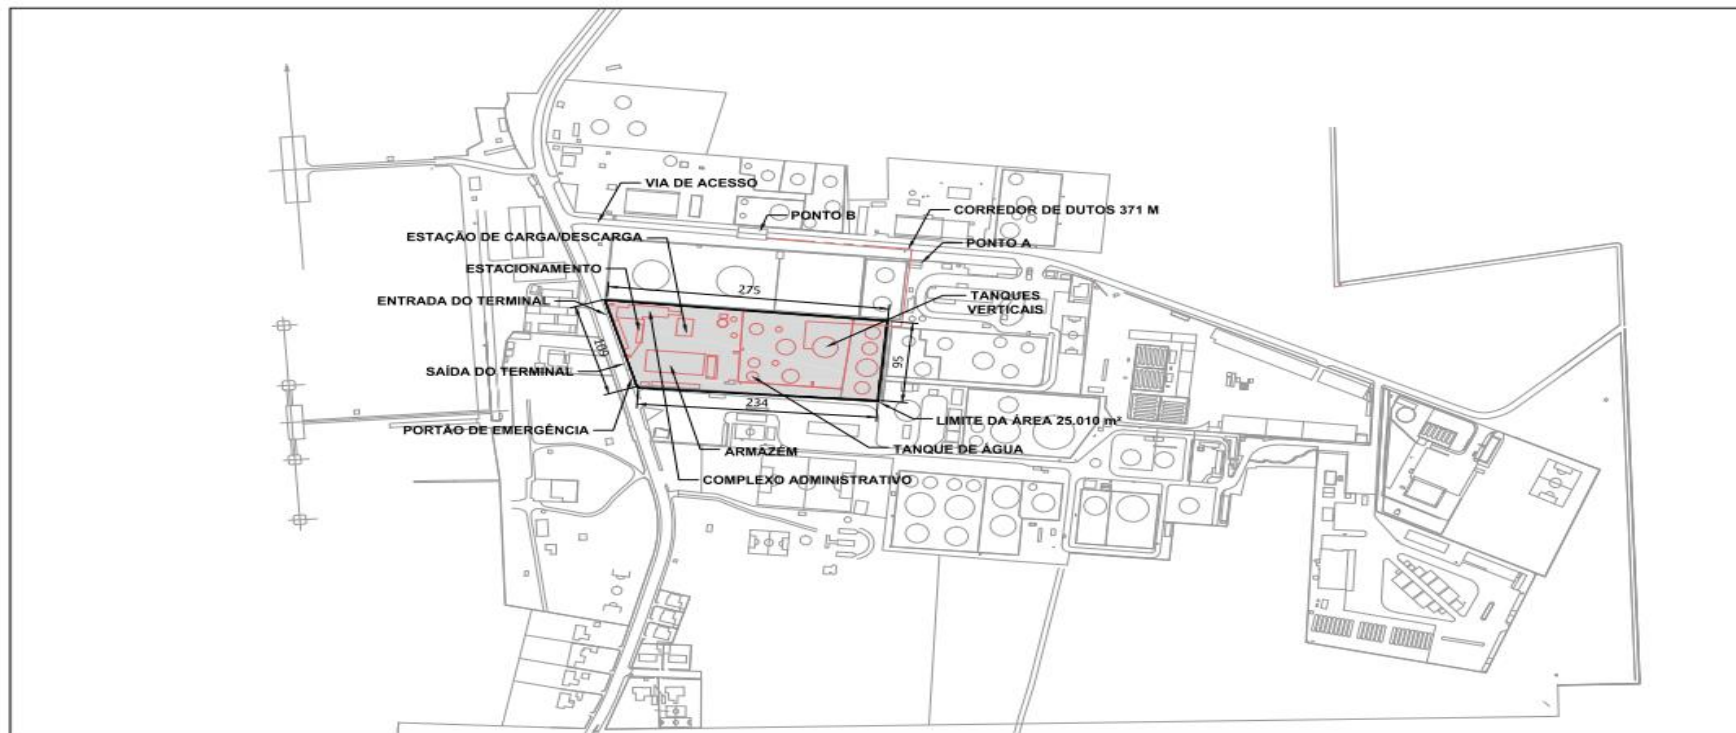 VIA DE ACESSO
PONTO B
CORREDOR DE DUTOS 371 M
ESTAÇÃO DE CARGA/DESCARGA
PONTO A
ESTACIONAMENTO
275
TANQUES
VERTICAIS
ENTRADA DO TERMINAL
109
95
SAÍDA DO TERMINAL
234
LIMITE DA ÁREA 25.010 m²
PORTÃO DE EMERGÊNCIA
ARMAZÉM
TANQUE DE ÁGUA
COMPLEXO ADMINISTRATIVO